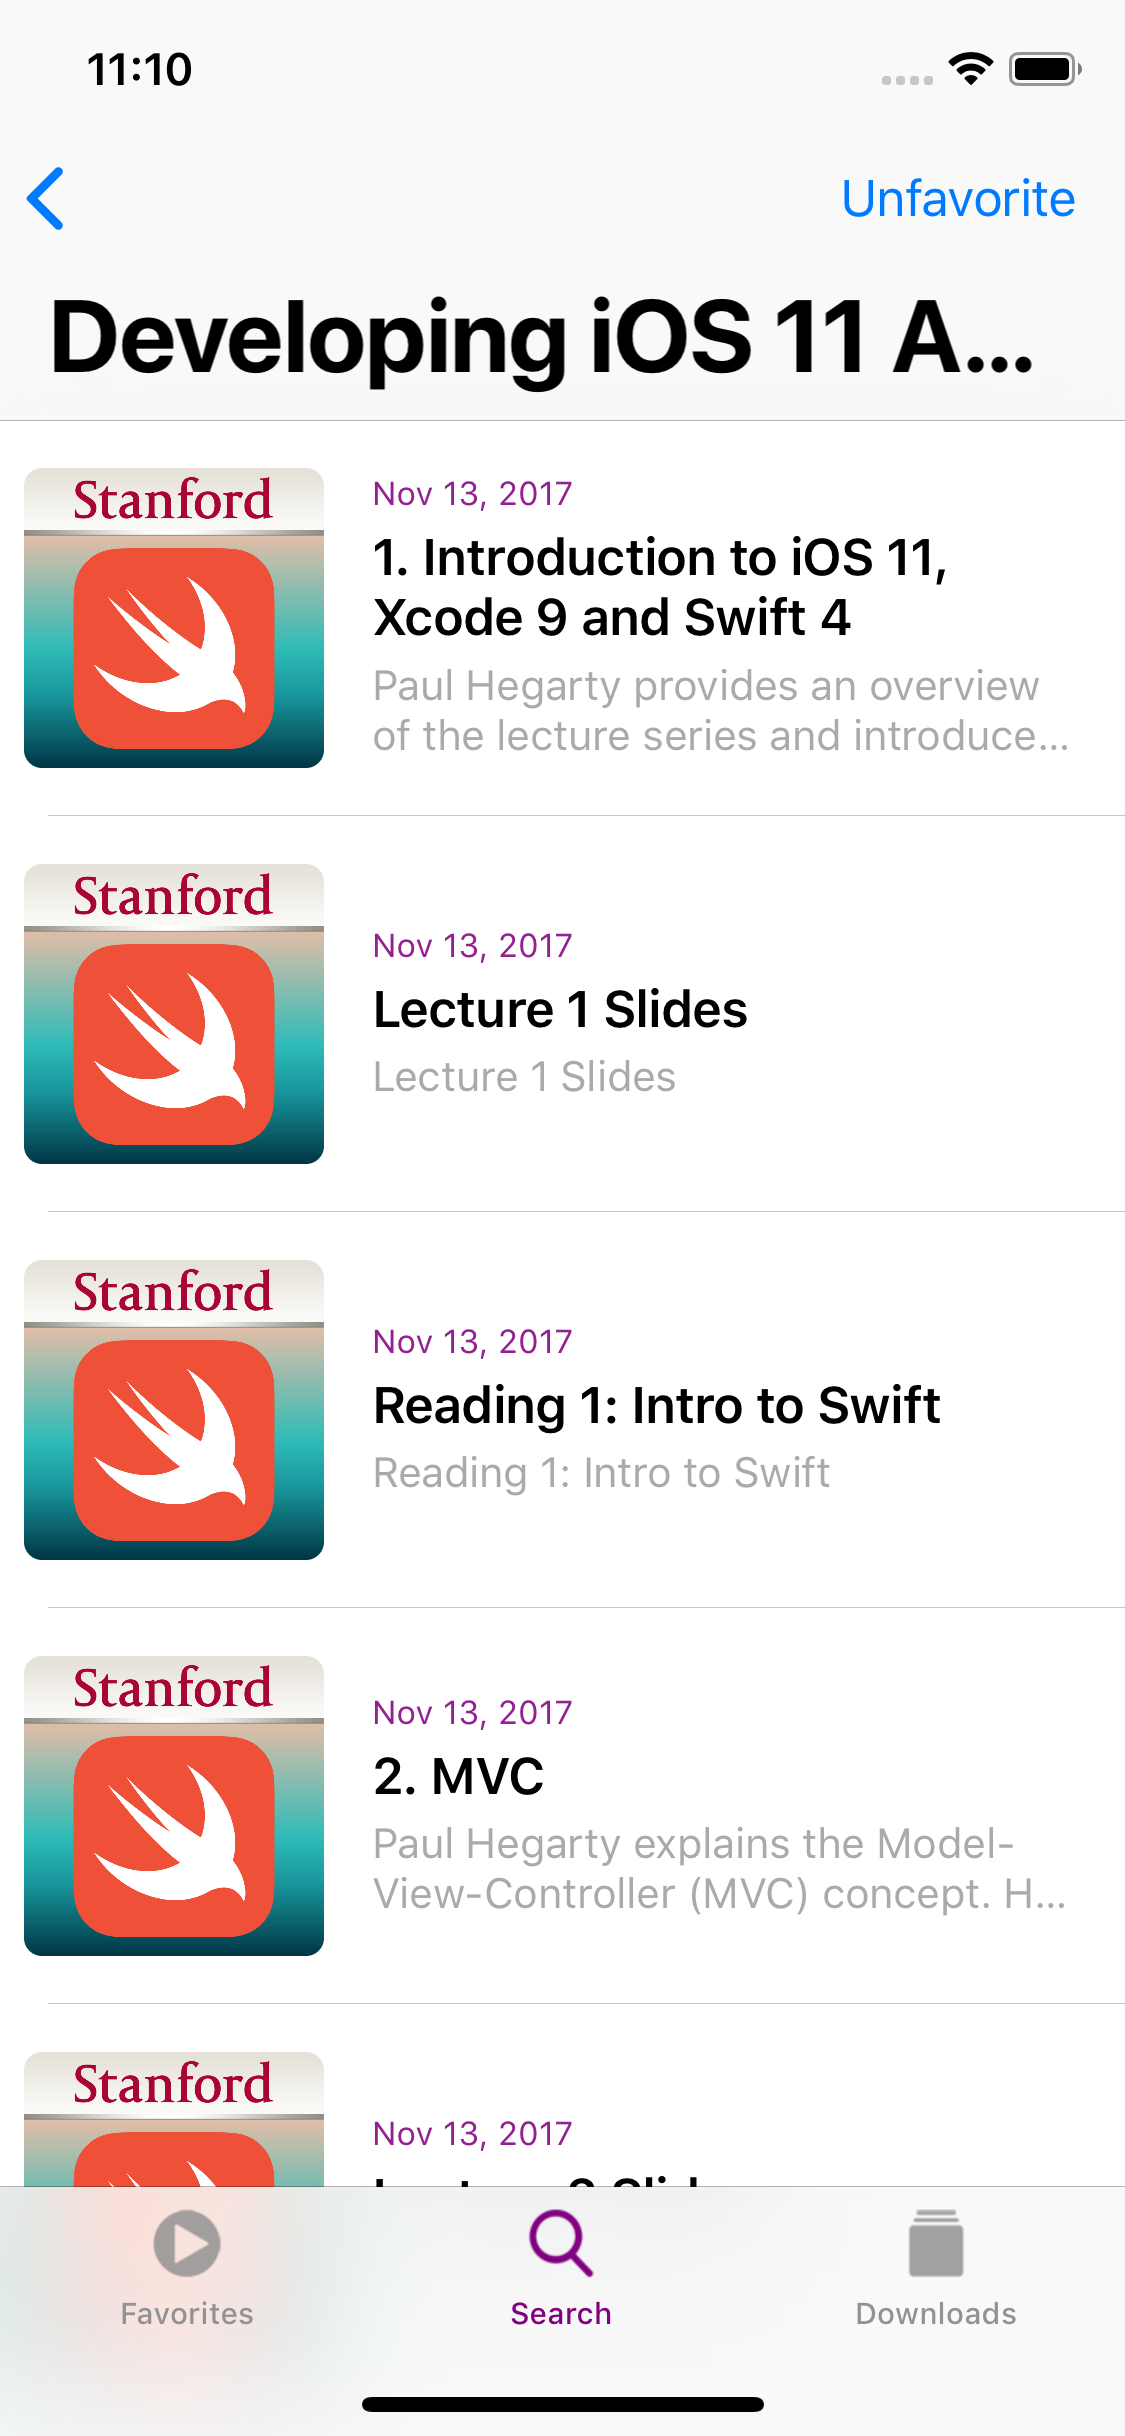 11:10
Unfavorite
Developing iOS 11 A...
Stanford
Nov 13, 2017
1. Introduction to iOS 11,
Xcode 9 and Swift 4
Paul Hegarty provides an overview
of the lecture series and introduce...
Stanford
Nov 13, 2017
Lecture 1 Slides
Lecture 1 Slides
Stanford
Nov 13, 2017
Reading 1: Intro to Swift
Reading 1: Intro to Swift
Stanford
Nov 13, 2017
2. MVC
Paul Hegarty explains the Model-
View-Controller (MVC) concept. H...
Stanford
Nov 13, 2017
Favorites
Search
Downloads